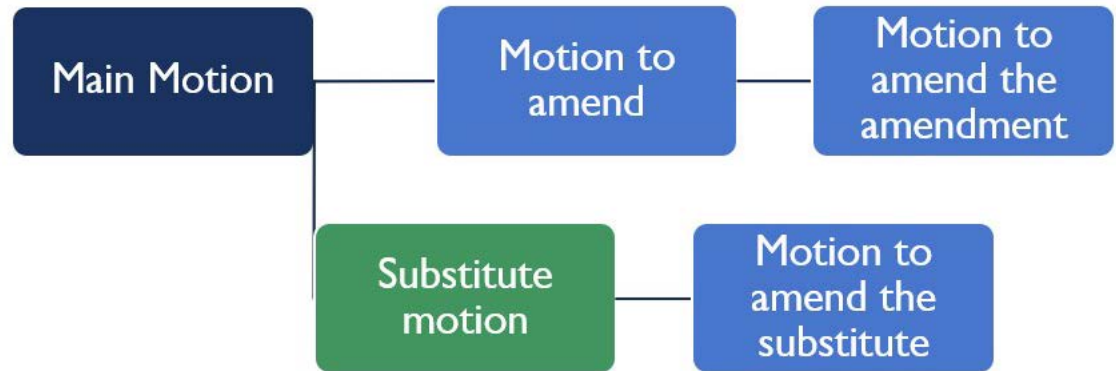 Main Motion
Motion to
amend
Motion to
amend the
amendment
Substitute
motion
Motion to
amend the
substitute